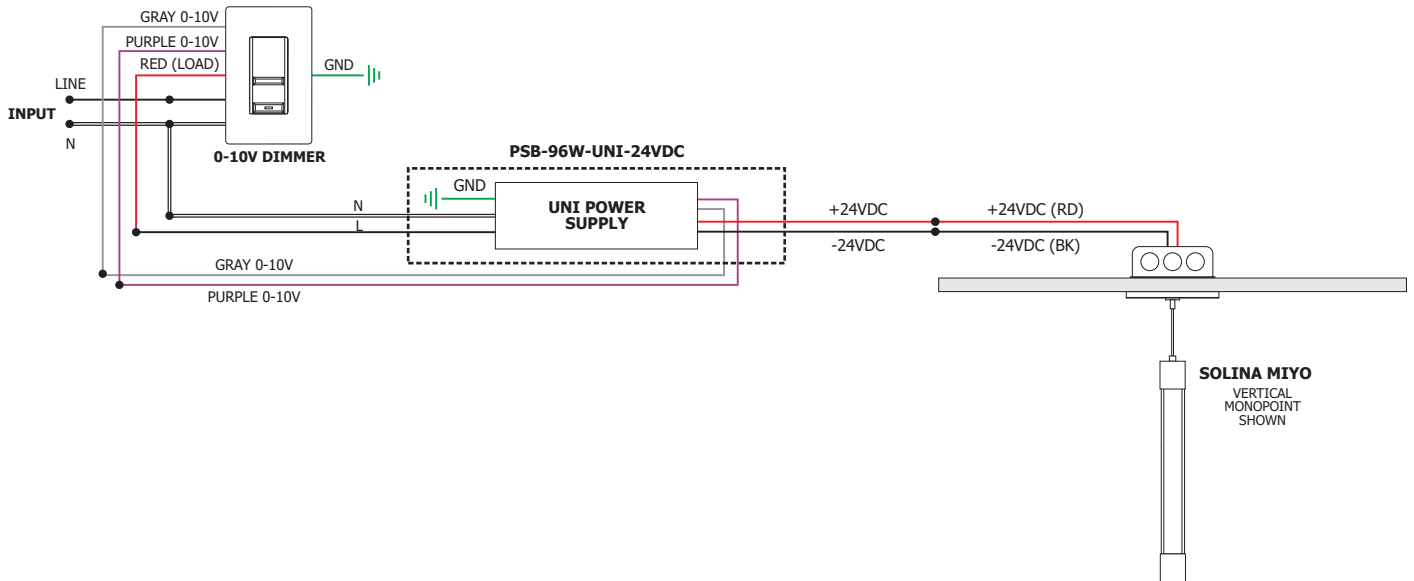 GRAY 0-10V
PURPLE 0-10V
RED (LOAD)
GND
LINE
INPUT
N
0-10V DIMMER
PSB-96W-UNI-24VDC
GND
N
L
UNI POWER
SUPPLY
+24VDC
+24VDC (RD)
-24VDC
-24VDC (BK)
GRAY 0-10V
PURPLE 0-10V
SOLINA MIYO
VERTICAL
MONOPOINT
SHOWN